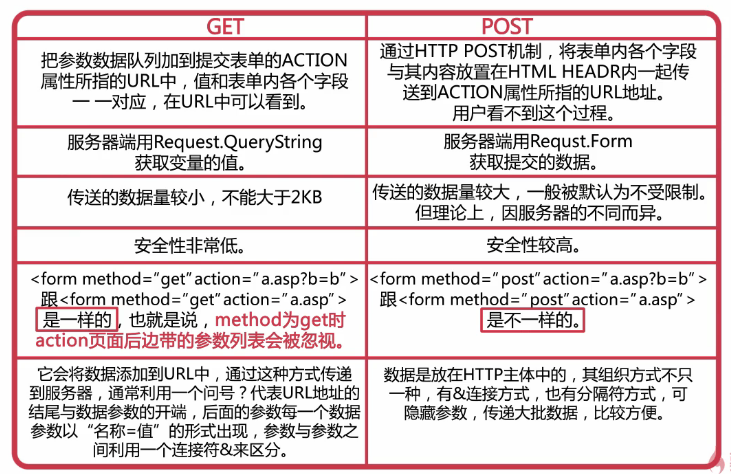 GET
POST
把参数数据队列加到提交表单的ACTION
属性所指的URL中，值和表单内各个字段
一 一对应，在URL中可以看到。
通过HTTP POST机制，将表单内各个字段
与其内容放置在HTML HEADR内一起传
送到ACTION属性所指的URL地址。
用户看不到这个过程。
服务器端用Request.QueryString
获取变量的值。
服务器端用Requst.Form
获取提交的数据。
传送的数据量较小，不能大于2KB
传送的数据量较大，一般被默认为不受限制。
但理论上，因服务器的不同而异。
安全性非常低。
安全性较高。
<form method="get"action="a.asp?b=b">
跟<form method="get"action="a.asp">
是一样的，也就是说，method为get时
action页面后边带的参数列表会被忽视。
<form method="post"action="a.asp?b=b">
跟<form method="post"action="a.asp">
是不一样的。
它会将数据添加到URL中，通过这种方式传递
到服务器，通常利用一个问号？代表URL地址的
结尾与数据参数的开端，后面的参数每一个数据
参数以“名称=值”的形式出现，参数与参数之
间利用一个连接符&来区分。
数据是放在HTTP主体中的，其组织方式不只
一种，有&连接方式，也有分隔符方式，可
隐藏参数，传递大批数据，比较方便。